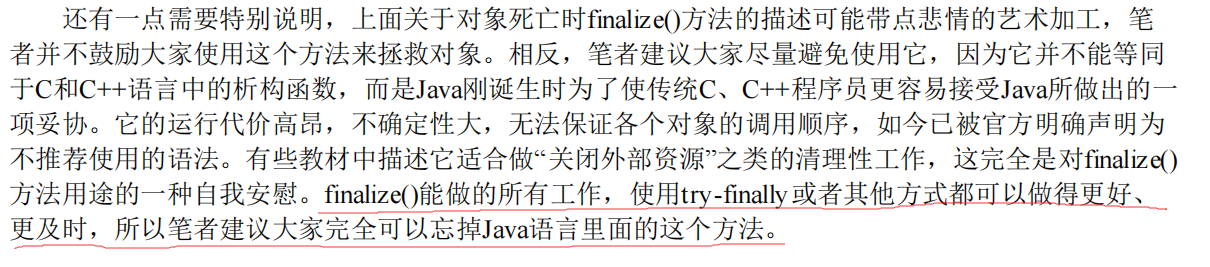 还有一点需要特别说明，上面关于对象死亡时finalize()方法的描述可能带点悲情的艺术加工，笔
者并不鼓励大家使用这个方法来拯救对象。相反，笔者建议大家尽量避免使用它，因为它并不能等同
于C和C++语言中的析构函数，而是Java刚诞生时为了使传统C、C++程序员更容易接受Java所做出的一
项妥协。它的运行代价高昂，不确定性大，无法保证各个对象的调用顺序，如今已被官方明确声明为
不推荐使用的语法。有些教材中描述它适合做“关闭外部资源”之类的清理性工作，这完全是对finalize()
方法用途的一种自我安慰。finalize()能做的所有工作，使用try-finally或者其他方式都可以做得更好、
更及时，所以笔者建议大家完全可以忘掉Java语言里面的这个方法。